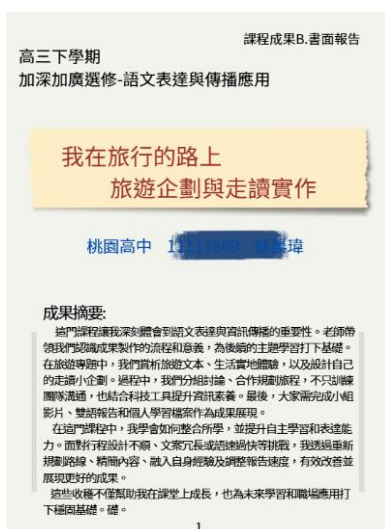 課程成果B.書面報告
高三下學期
加深加廣選修-語文表達與傳播應用
我在旅行的路上
旅遊企劃與走讀實作
桃園高中 瑋
成果摘要:
這門課程讓我深刻體會到語文表達與資訊傳播的重要性。老師帶
領我們認識成果製作的流程和意義，為後續的主題學習打下基礎。
在旅遊專題中，我們賞析旅遊文本、生活實地體驗，以及設計自己
的走讀小企劃。過程中，我們分組討論、合作規劃旅程，不只訓練
團隊溝通，也結合科技工具提升資訊素養。最後，大家需完成小組
影片、雙語報告和個人學習檔案作為成果展現。
在這門課程中，我學會如何整合所學，並提升自主學習和表達能
力。面對行程設計不順、文案冗長或語速過快等挑戰，我透過重新
規劃路線、精簡內容、融入自身經驗及調整報告速度，有效改善並
展現更好的成果。
這些收穫不僅幫助我在課堂上成長，也為未來學習和職場應用打
下穩固基礎。礎。
1